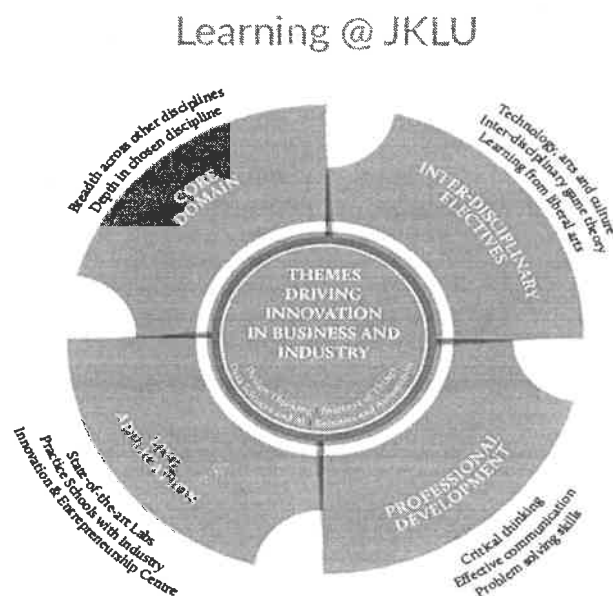 Learning @ JKLU
Breadth across other disciplines
Depth in chosen discipline
CORE
DOMAIN
Technology, arts and culture
Inter-disciplinary game theory
Learning from liberal arts
INTER-DISCIPLINARY
ELECTIVES
THEMES
DRIVING
INNOVATION
IN BUSINESS AND
INDUSTRY
PROFESSIONAL
DEVELOPMENT
Critical thinking
Effective communication
Problem solving skills
State-of-the-art Labs
Practice Schools with Industry
Innovation & Entrepreneurship Centre